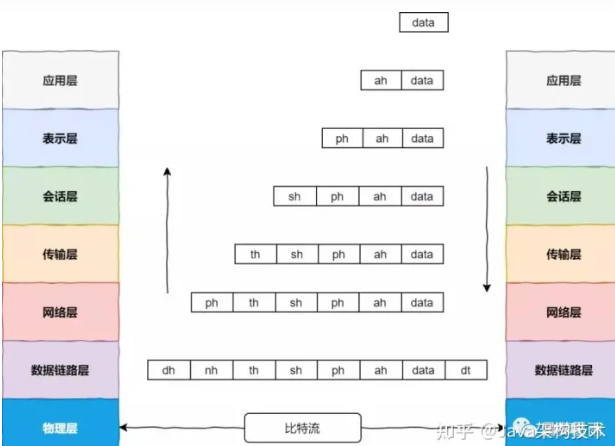 data
应用层 ah data 应用层
表示层 ph ah data 表示层
会话层 sh ph ah data 会话层
传输层 th sh ph ah data 传输层
网络层 ph th sh ph ah data 网络层
数据链路层 dh nh th sh ph ah data dt 数据链路层
物理层 比特流
知乎 @Java架构技术